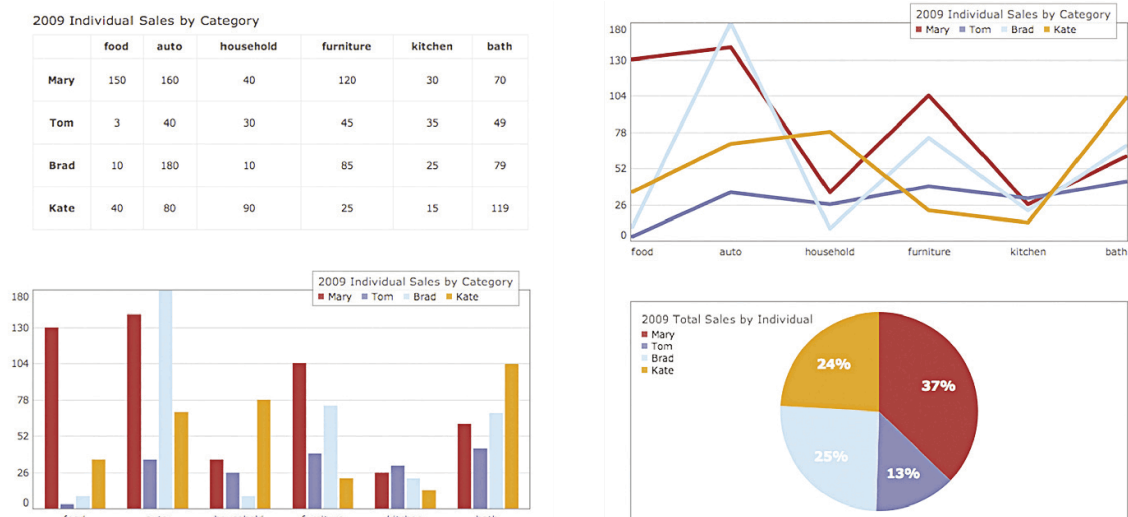 2009 Individual Sales by Category
food auto household furniture kitchen bath
Mary 150 160 40 120 30 70
Tom 3 40 30 45 35 49
Brad 10 180 10 85 25 79
Kate 40 80 90 25 15 119
2009 Individual Sales by Category
Mary Tom Brad Kate
180
130
104
78
52
26
0
food auto household furniture kitchen bath
2009 Individual Sales by Category
Mary Tom Brad Kate
180
130
104
78
52
26
0
2009 Total Sales by Individual
Mary
Tom
Brad
Kate
24%
37%
25%
13%